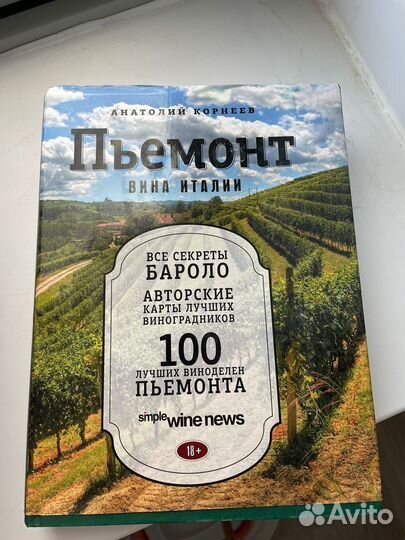 АНАТОЛИЙ КОРНЕЕВ
Пьемонт
ВИНА ИТАЛИИ
ВСЕ СЕКРЕТЫ
БАРОЛО
АВТОРСКИЕ
КАРТЫ ЛУЧШИХ
ВИНОГРАДНИКОВ
100
ЛУЧШИХ ВИНОДЕЛЕН
ПЬЕМОНТА
simple wine news
18+
Avito